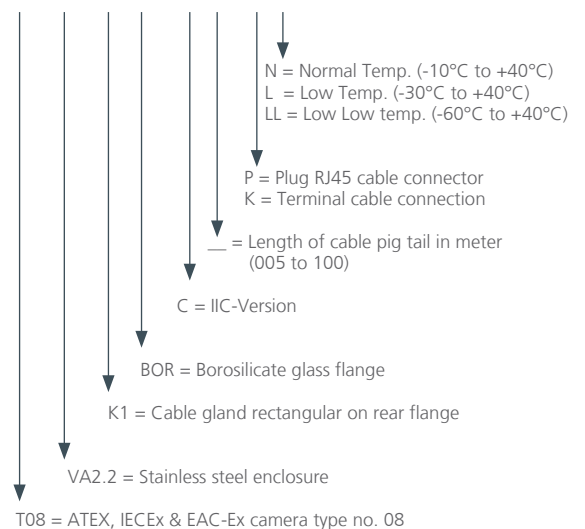 N = Normal Temp. (-10°C to +40°C)
L = Low Temp. (-30°C to +40°C)
LL = Low Low temp. (-60°C to +40°C)
P = Plug RJ45 cable connector
K = Terminal cable connection
__ = Length of cable pig tail in meter
(005 to 100)
C = IIC-Version
BOR = Borosilicate glass flange
K1 = Cable gland rectangular on rear flange
VA2.2 = Stainless steel enclosure
T08 = ATEX, IECEx & EAC-Ex camera type no. 08